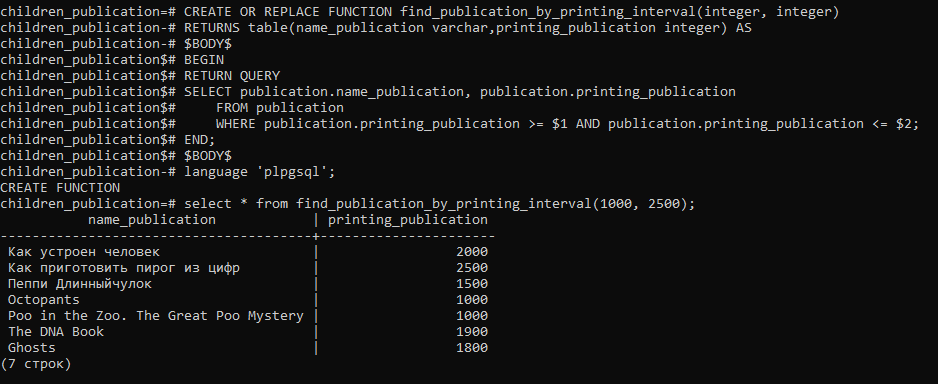 children_publication=# CREATE OR REPLACE FUNCTION find_publication_by_printing_interval(integer, integer)
children_publication-# RETURNS table(name_publication varchar,printing_publication integer) AS
children_publication-# $BODY$
children_publication$# BEGIN
children_publication$# RETURN QUERY
children_publication$# SELECT publication.name_publication, publication.printing_publication
children_publication$#     FROM publication
children_publication$#     WHERE publication.printing_publication >= $1 AND publication.printing_publication <= $2;
children_publication$# END;
children_publication$# $BODY$
children_publication-# language 'plpgsql';
CREATE FUNCTION
children_publication=# select * from find_publication_by_printing_interval(1000, 2500);
           name_publication            | printing_publication
---------------------------------------+----------------------
 Как устроен человек                   |                 2000
 Как приготовить пирог из цифр         |                 2500
 Пеппи Длинныйчулок                    |                 1500
 Octopants                             |                 1000
 Poo in the Zoo. The Great Poo Mystery |                 1000
 The DNA Book                          |                 1900
 Ghosts                                |                 1800
(7 строк)